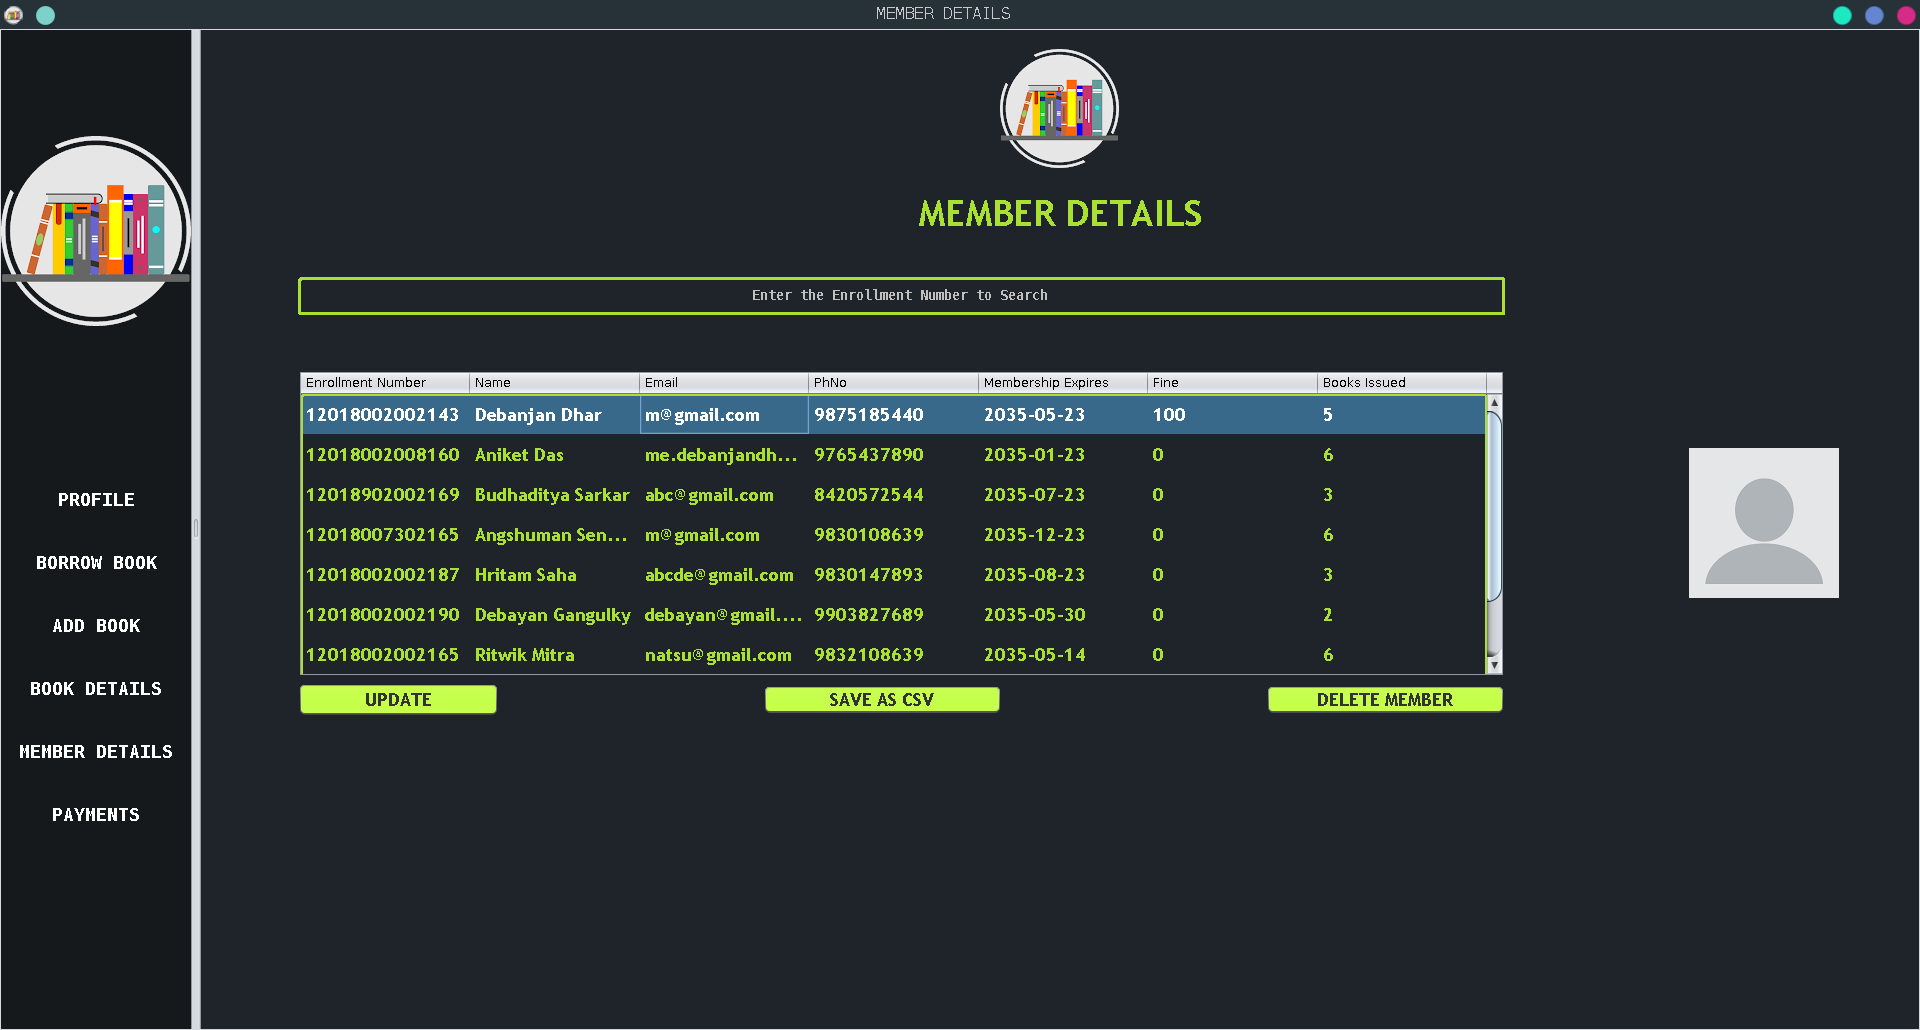 MEMBER DETAILS
MEMBER DETAILS
Enter the Enrollment Number to Search
Enrollment Number Name Email PhNo Membership Expires Fine Books Issued
12018002002143 Debanjan Dhar m@gmail.com 9875185440 2035-05-23 100 5
12018002008160 Aniket Das me.debanjandh... 9765437890 2035-01-23 0 6
12018902002169 Budhaditya Sarkar abc@gmail.com 8420572544 2035-07-23 0 3
12018007302165 Angshuman Sen... m@gmail.com 9830108639 2035-12-23 0 6
12018002002187 Hritam Saha abcde@gmail.com 9830147893 2035-08-23 0 3
12018002002190 Debayan Gangulky debayan@gmail.... 9903827689 2035-05-30 0 2
12018002002165 Ritwik Mitra natsu@gmail.com 9832108639 2035-05-14 0 6
UPDATE SAVE AS CSV DELETE MEMBER
PROFILE
BORROW BOOK
ADD BOOK
BOOK DETAILS
MEMBER DETAILS
PAYMENTS